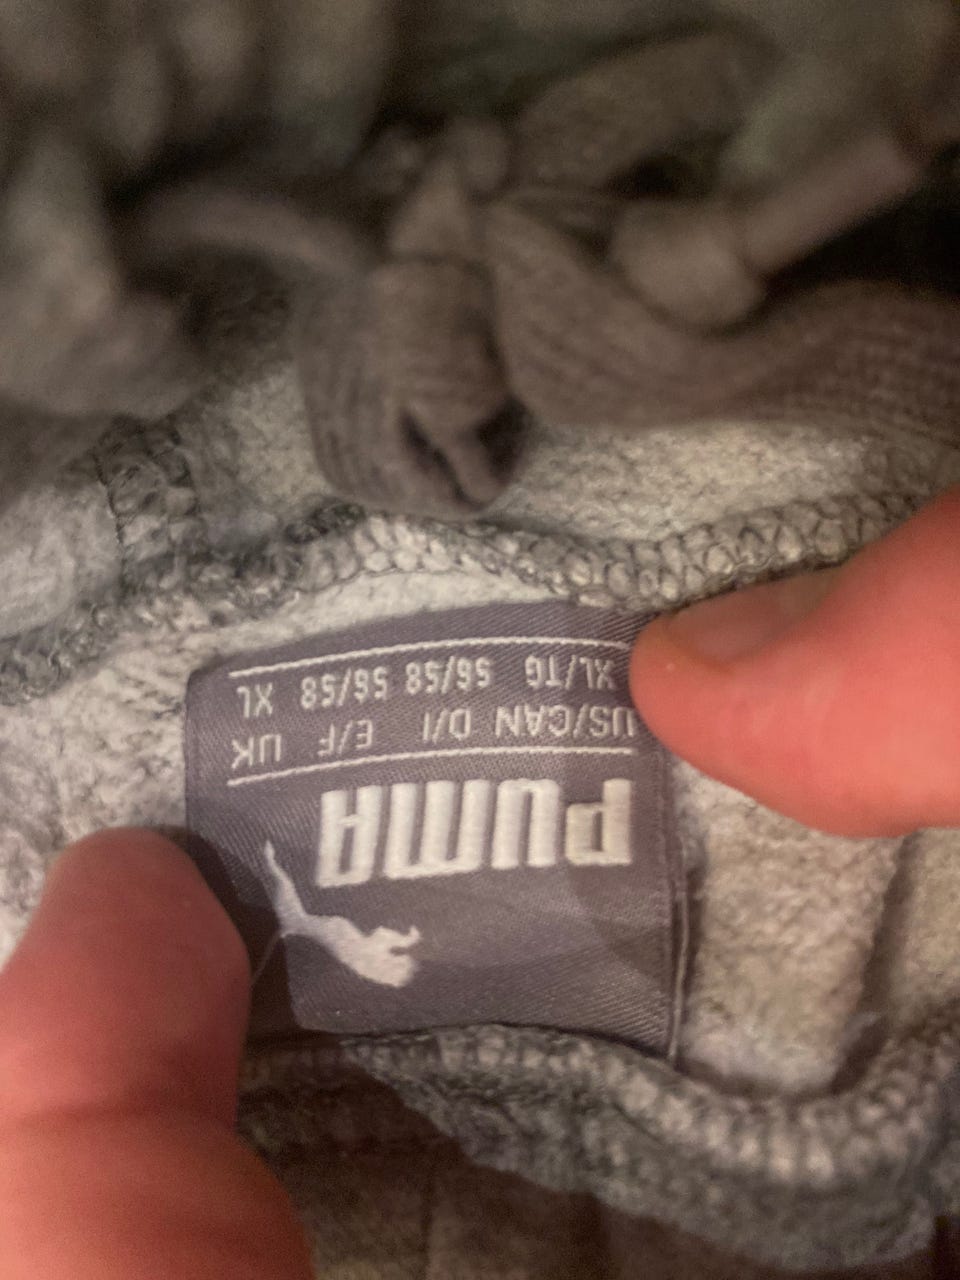 PUMA
US/CAN D/I E/F UK
XL/TG 56/58 56/58 XL